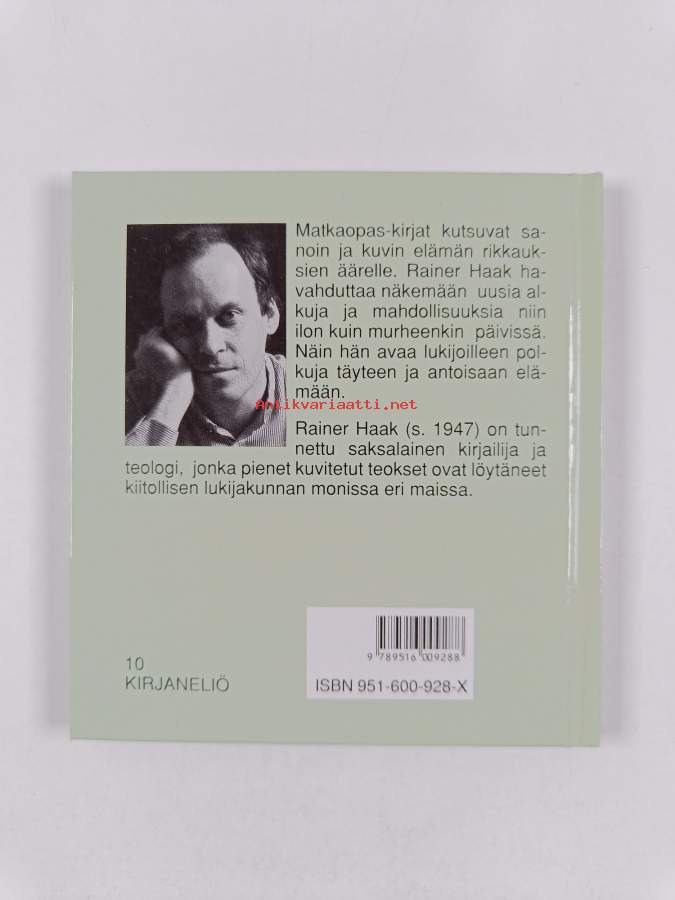 Matkaopas-kirjat kutsuvat sa-
noin ja kuvin elämän rikkauk-
sien äärelle. Rainer Haak ha-
vahduttaa näkemään uusia al-
kuja ja mahdollisuuksia niin
ilon kuin murheenkin päivissä.
Näin hän avaa lukijoilleen pol-
kuja täyteen ja antoisaan elä-
mään.
Antikvariaatti.net
Rainer Haak (s. 1947) on tun-
nettu saksalainen kirjailija ja
teologi, jonka pienet kuvitetut teokset ovat löytäneet
kiitollisen lukijakunnan monissa eri maissa.
9 789516 009288
ISBN 951-600-928-X
10
KIRJANELIÖ